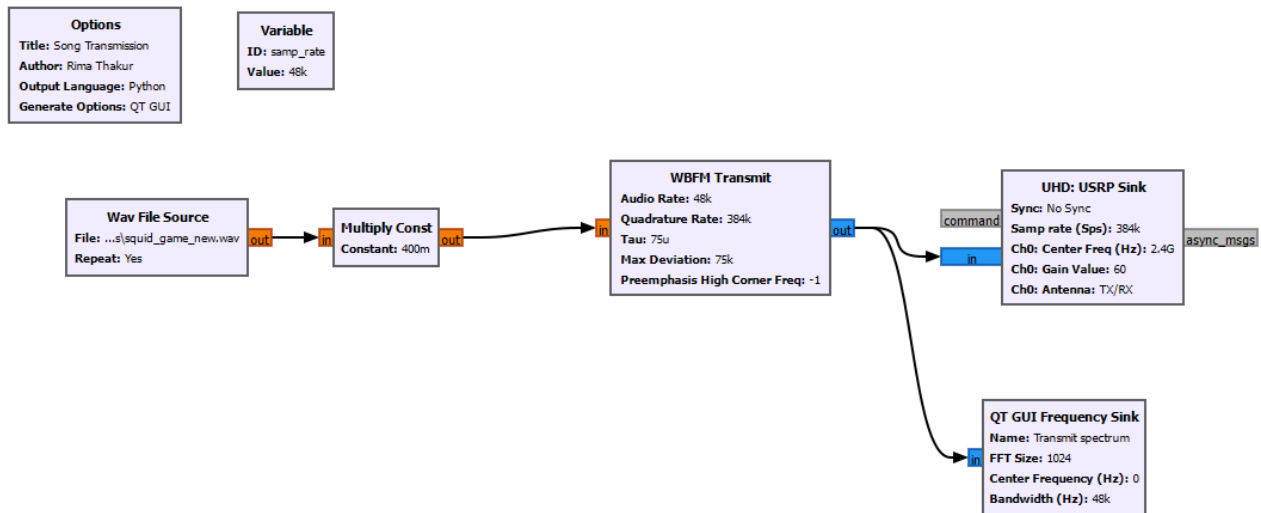 Options
Title: Song Transmission
Author: Rima Thakur
Output Language: Python
Generate Options: QT GUI
Variable
ID: samp_rate
Value: 48k
Wav File Source
File: ...s\squid_game_new.wav
Repeat: Yes
out
in
Multiply Const
Constant: 400m
out
in
WBFM Transmit
Audio Rate: 48k
Quadrature Rate: 384k
Tau: 75u
Max Deviation: 75k
Preemphasis High Corner Freq: -1
out
command
in
UHD: USRP Sink
Sync: No Sync
Samp rate (Sps): 384k
Ch0: Center Freq (Hz): 2.4G
Ch0: Gain Value: 60
Ch0: Antenna: TX/RX
async_msgs
in
QT GUI Frequency Sink
Name: Transmit spectrum
FFT Size: 1024
Center Frequency (Hz): 0
Bandwidth (Hz): 48k